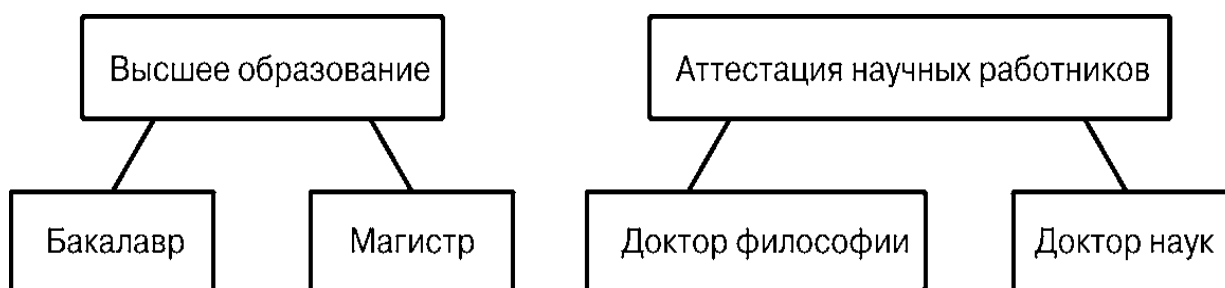 Высшее образование
Аттестация научных работников
Бакалавр
Магистр
Доктор философии
Доктор наук